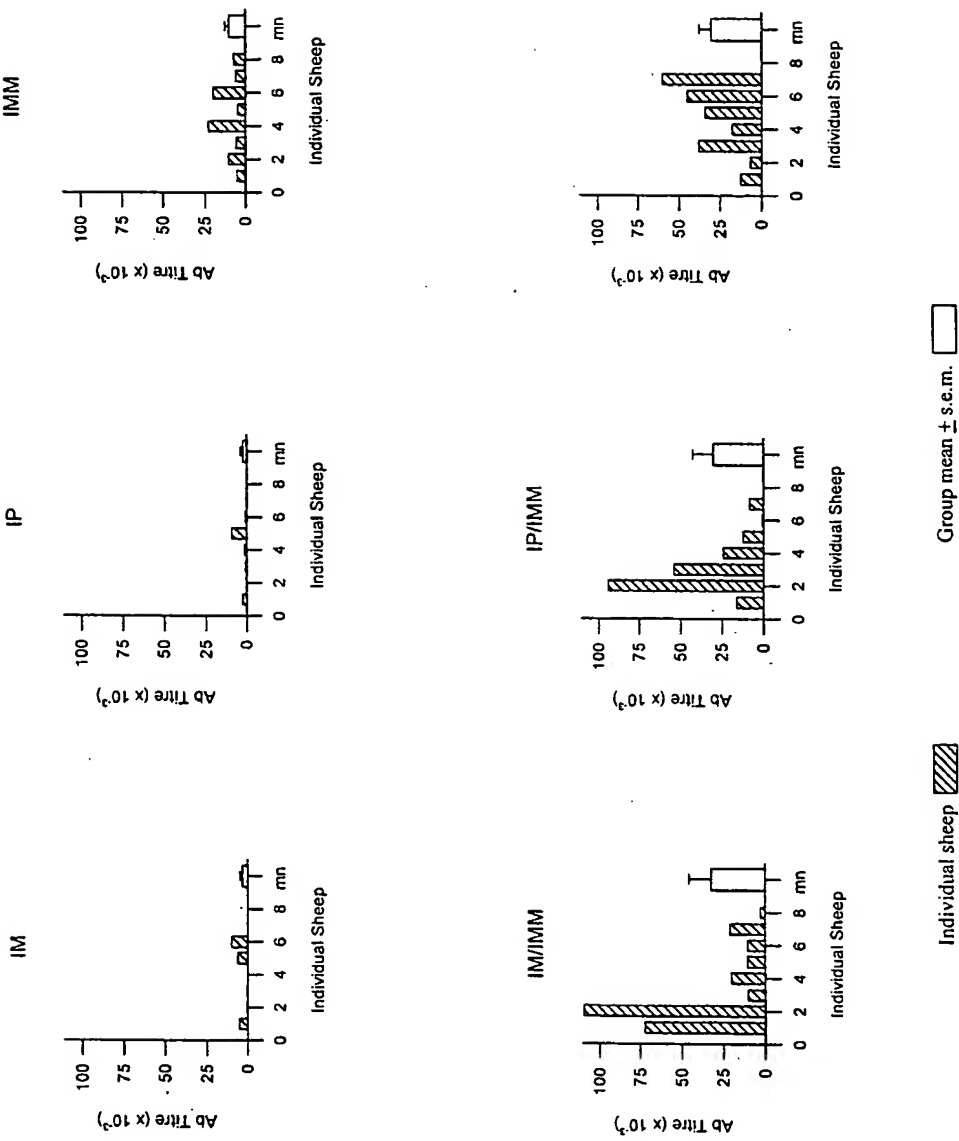 IM
Ab Titre (x 10⁻³)
100
75
50
25
0
0 2 4 6 8 mn
Individual Sheep
IP
Ab Titre (x 10⁻³)
100
75
50
25
0
0 2 4 6 8 mn
Individual Sheep
IMM
Ab Titre (x 10⁻³)
100
75
50
25
0
0 2 4 6 8 mn
Individual Sheep
IM/IMM
Ab Titre (x 10⁻³)
100
75
50
25
0
0 2 4 6 8 mn
Individual Sheep
IP/IMM
Ab Titre (x 10⁻³)
100
75
50
25
0
0 2 4 6 8 mn
Individual Sheep
Ab Titre (x 10⁻³)
100
75
50
25
0
0 2 4 6 8 mn
Individual Sheep
Individual sheep
Group mean ± s.e.m.